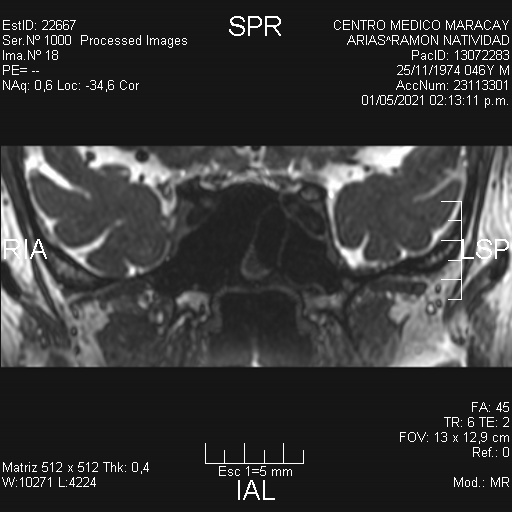 EstID: 22667
Ser.Nº 1000 Processed Images
Ima.Nº 18
PE= --
NAq: 0,6 Loc: -34,6 Cor
SPR
CENTRO MEDICO MARACAY
ARIAS^RAMON NATIVIDAD
PacID: 13072283
25/11/1974 046Y M
AccNum: 23113301
01/05/2021 02:13:11 p.m.
RIA
LSP
Matriz 512 x 512 Thk: 0,4
W:10271 L:4224
Esc 1=5 mm
IAL
FA: 45
TR: 6 TE: 2
FOV: 13 x 12,9 cm
Ref.: 0
Mod.: MR